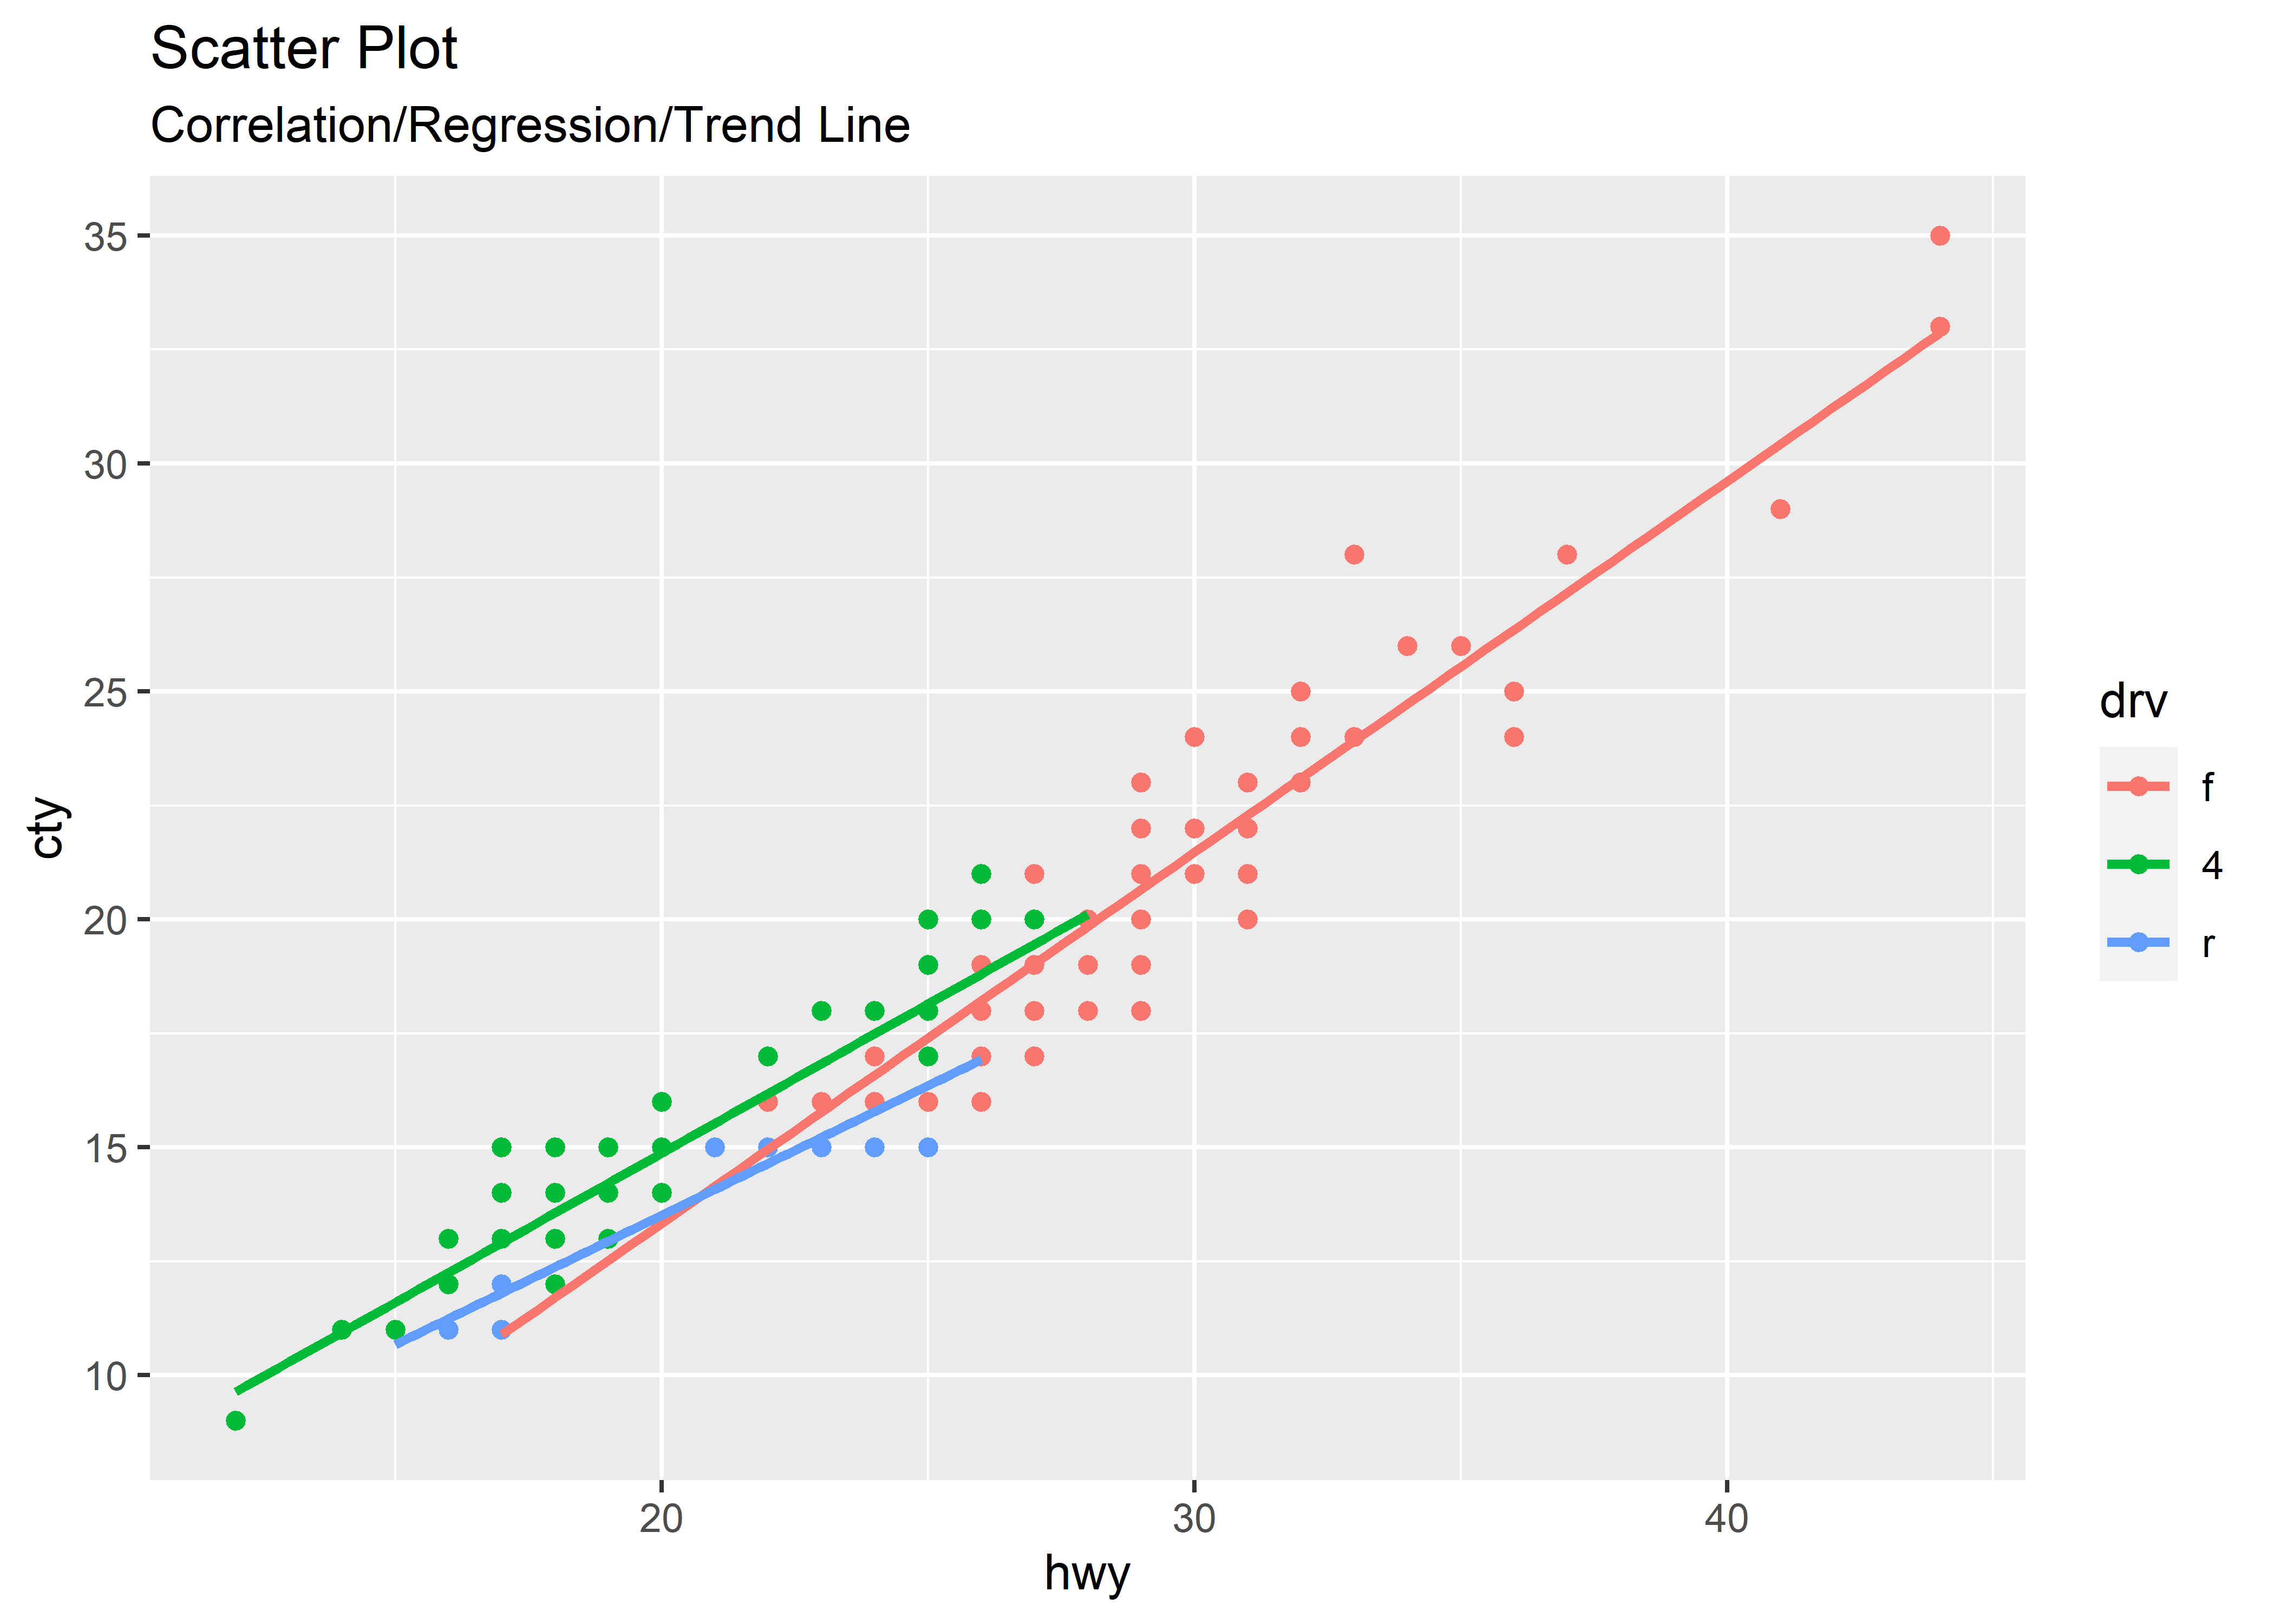 Scatter Plot
Correlation/Regression/Trend Line
35
30
25
20
15
10
cty
20 30 40
hwy
drv
f
4
r